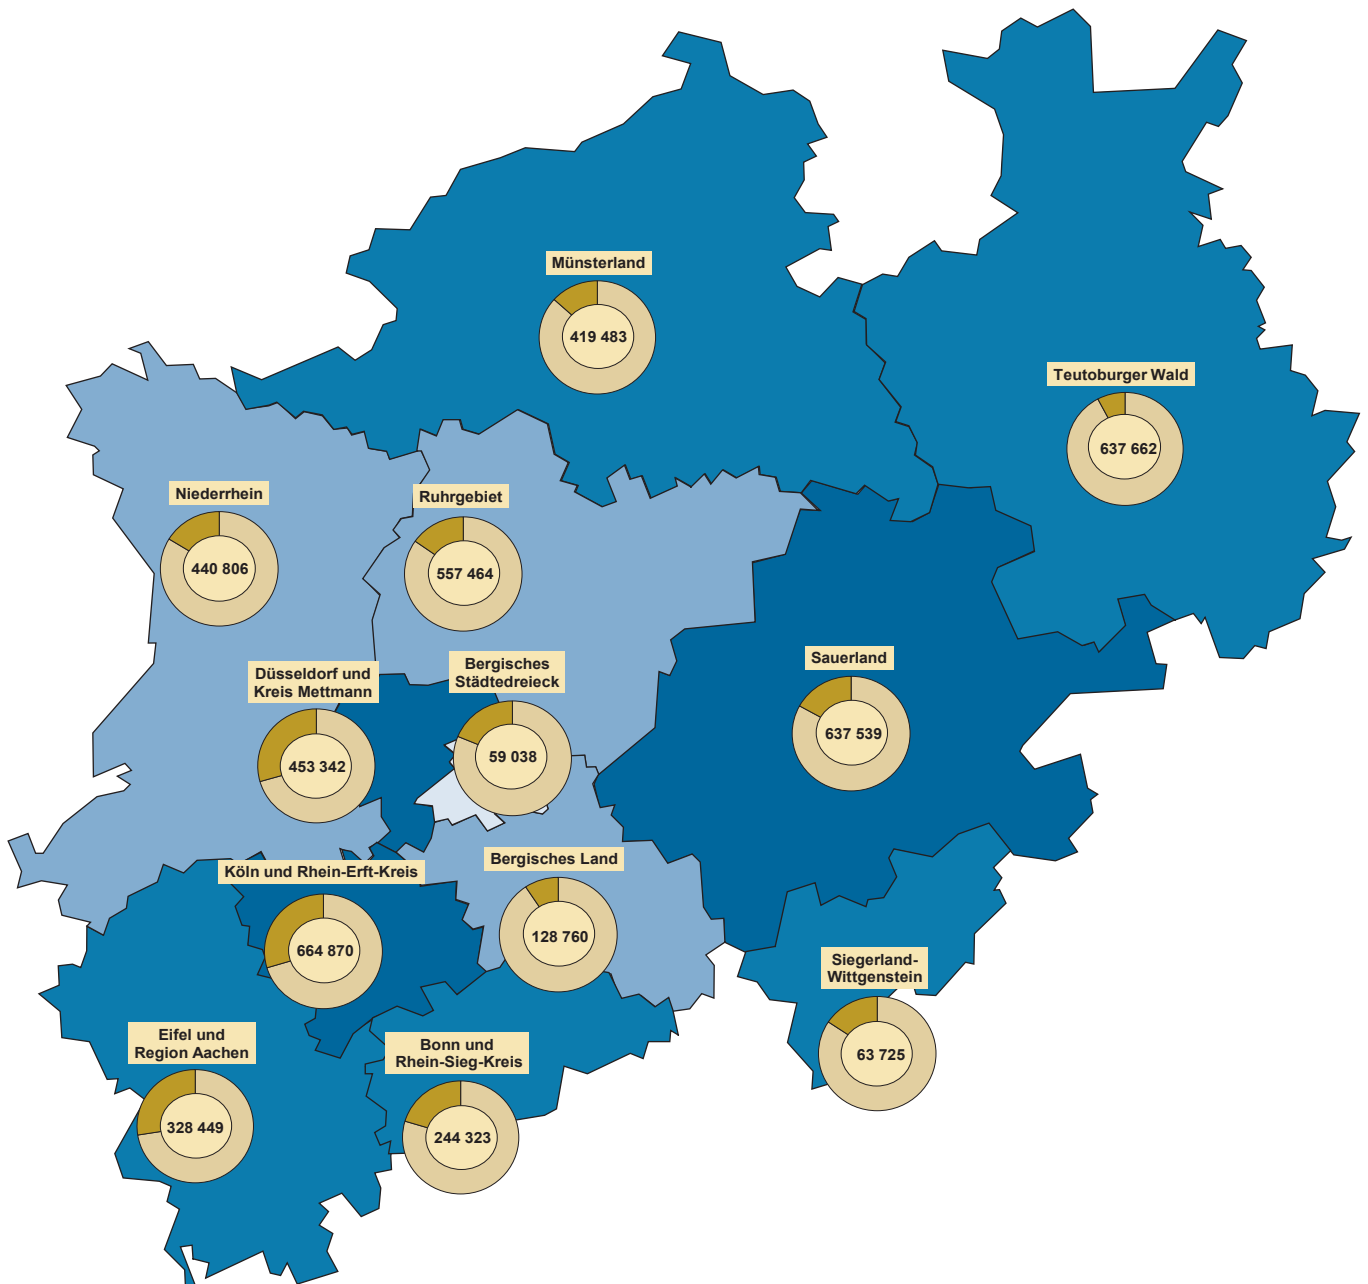 Münsterland
419 483
Teutoburger Wald
637 662
Niederrhein
440 806
Ruhrgebiet
557 464
Sauerland
637 539
Düsseldorf und
Kreis Mettmann
453 342
Bergisches
Städtedreieck
59 038
Köln und Rhein-Erft-Kreis
664 870
Bergisches Land
128 760
Siegerland-
Wittgenstein
63 725
Eifel und
Region Aachen
328 449
Bonn und
Rhein-Sieg-Kreis
244 323